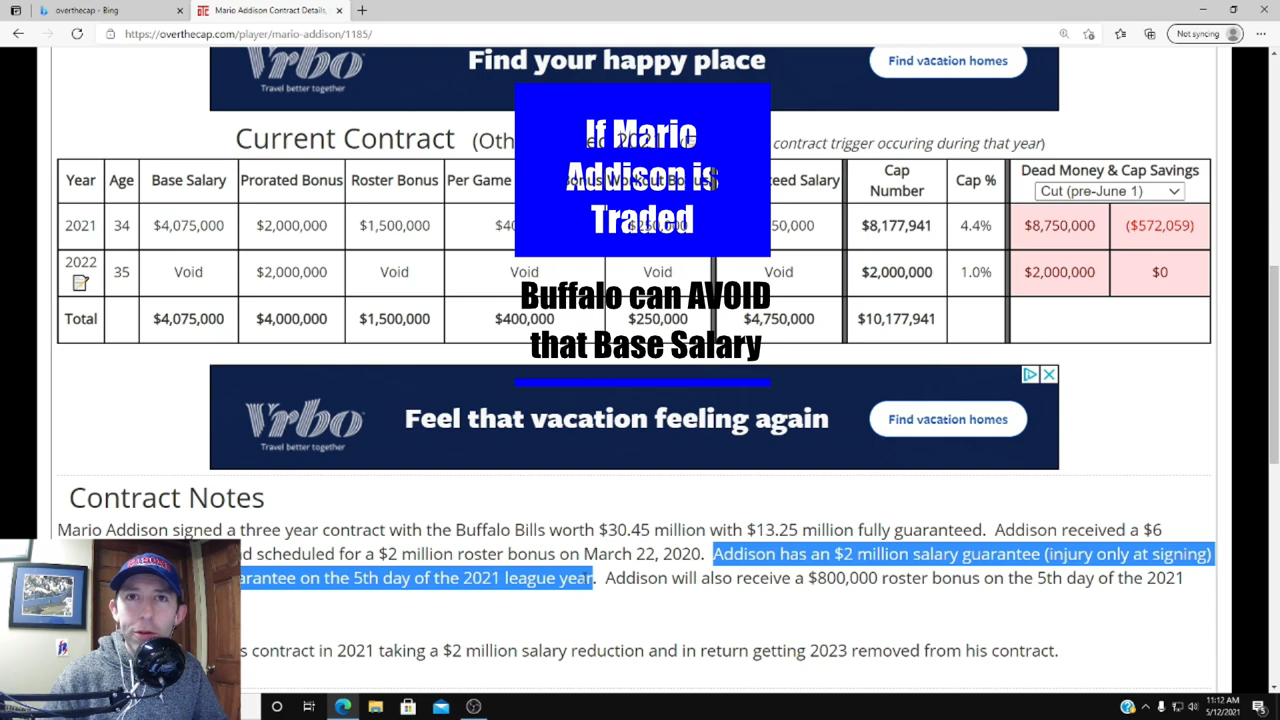 overthecap - Bing
Mario Addison Contract Details,
https://overthecap.com/player/mario-addison/1185/
Not syncing
Vrbo
Travel better together
Find your happy place
Find vacation homes
If Mario
Addison is
Traded
Buffalo can AVOID
that Base Salary
Current Contract (Oth
contract trigger occuring during that year)
Year Age Base Salary Prorated Bonus Roster Bonus Per Game Bonus Workout Bonus eed Salary Cap Number Cap % Dead Money & Cap Savings
Cut (pre-June 1)
2021 34 $4,075,000 $2,000,000 $1,500,000 $40 $250,000 50,000 $8,177,941 4.4% $8,750,000 ($572,059)
2022 35 Void $2,000,000 Void Void Void Void $2,000,000 1.0% $2,000,000 $0
Total $4,075,000 $4,000,000 $1,500,000 $400,000 $250,000 $4,750,000 $10,177,941
Vrbo
Travel better together
Feel that vacation feeling again
Find vacation homes
Contract Notes
Mario Addison signed a three year contract with the Buffalo Bills worth $30.45 million with $13.25 million fully guaranteed. Addison received a $6
d scheduled for a $2 million roster bonus on March 22, 2020. Addison has an $2 million salary guarantee (injury only at signing)
arantee on the 5th day of the 2021 league year. Addison will also receive a $800,000 roster bonus on the 5th day of the 2021
s contract in 2021 taking a $2 million salary reduction and in return getting 2023 removed from his contract.
11:12 AM
5/12/2021